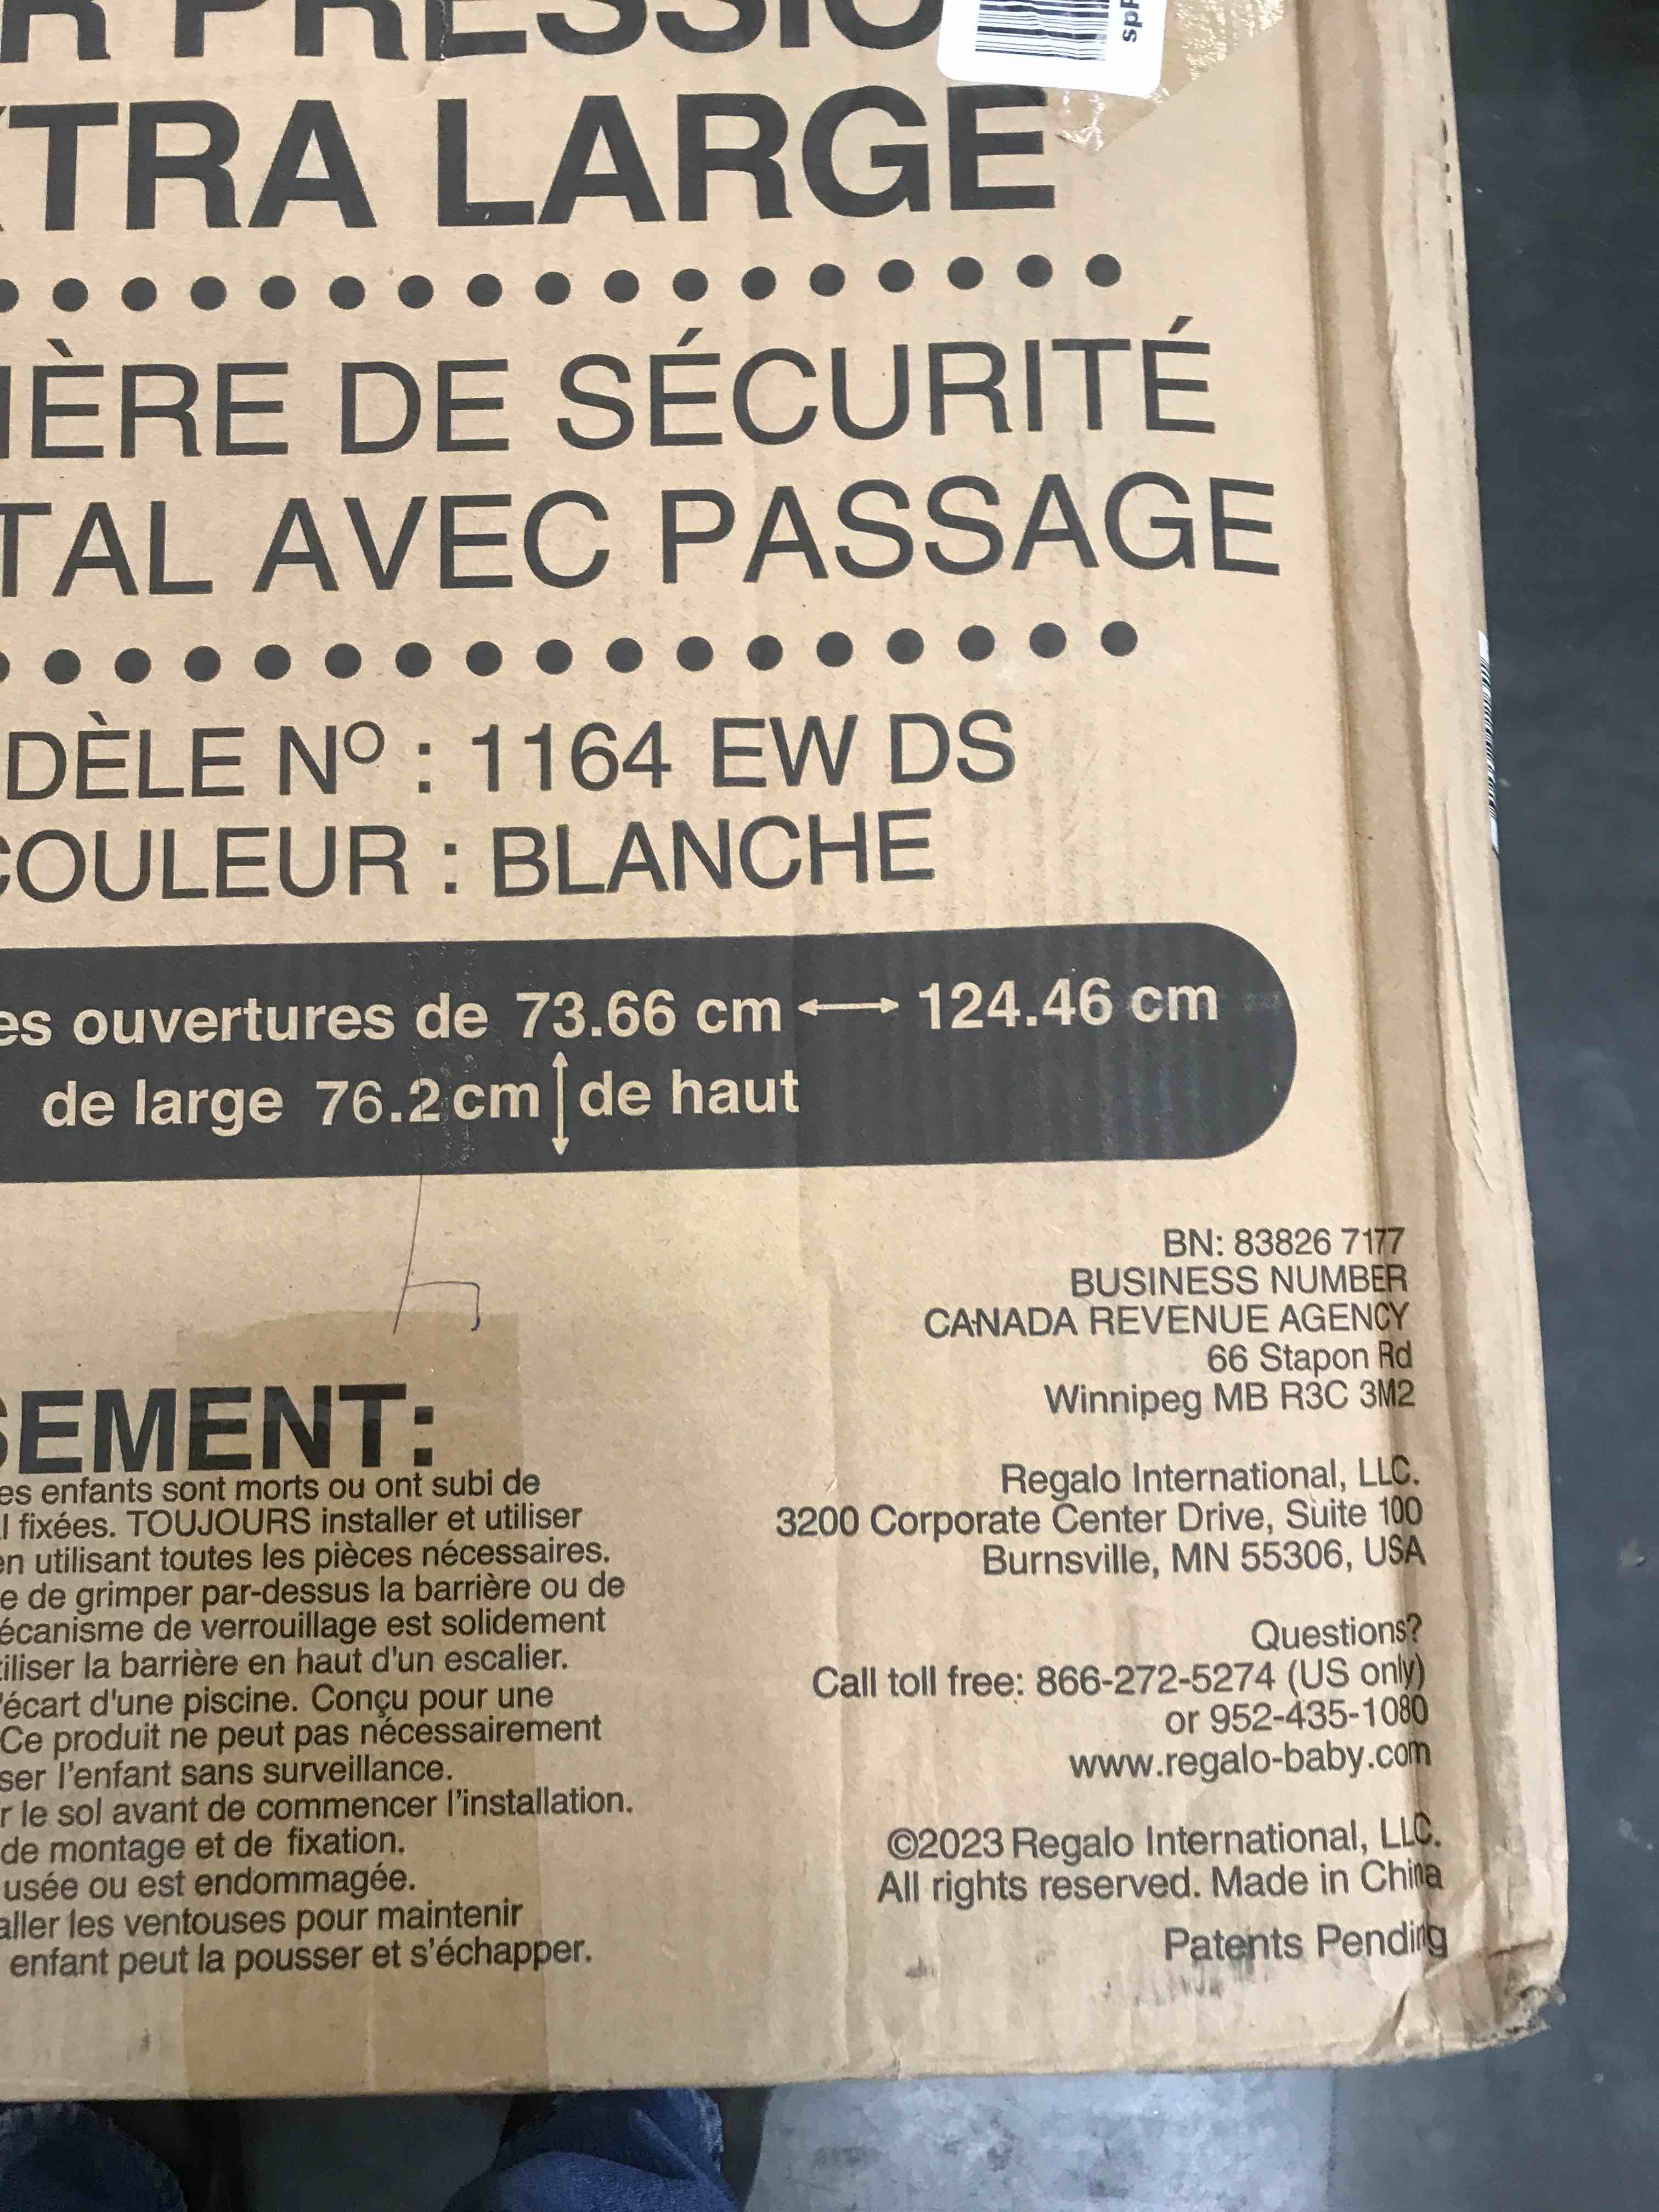 R PRESSIO
TRA LARGE
IÈRE DE SÉCURITÉ
TAL AVEC PASSAGE
DÈLE Nº : 1164 EW DS
COULEUR : BLANCHE
es ouvertures de 73.66 cm ⟷ 124.46 cm
de large 76.2 cm ↕ de haut
BN: 83826 7177
BUSINESS NUMBER
CANADA REVENUE AGENCY
66 Stapon Rd
Winnipeg MB R3C 3M2
Regalo International, LLC.
3200 Corporate Center Drive, Suite 100
Burnsville, MN 55306, USA
Questions?
Call toll free: 866-272-5274 (US only)
or 952-435-1080
www.regalo-baby.com
©2023 Regalo International, LLC.
All rights reserved. Made in China
Patents Pending
SEMENT:
es enfants sont morts ou ont subi de
l fixées. TOUJOURS installer et utiliser
en utilisant toutes les pièces nécessaires.
e de grimper par-dessus la barrière ou de
écanisme de verrouillage est solidement
tiliser la barrière en haut d'un escalier.
'écart d'une piscine. Conçu pour une
Ce produit ne peut pas nécessairement
ser l'enfant sans surveillance.
r le sol avant de commencer l'installation.
de montage et de fixation.
usée ou est endommagée.
aller les ventouses pour maintenir
enfant peut la pousser et s'échapper.